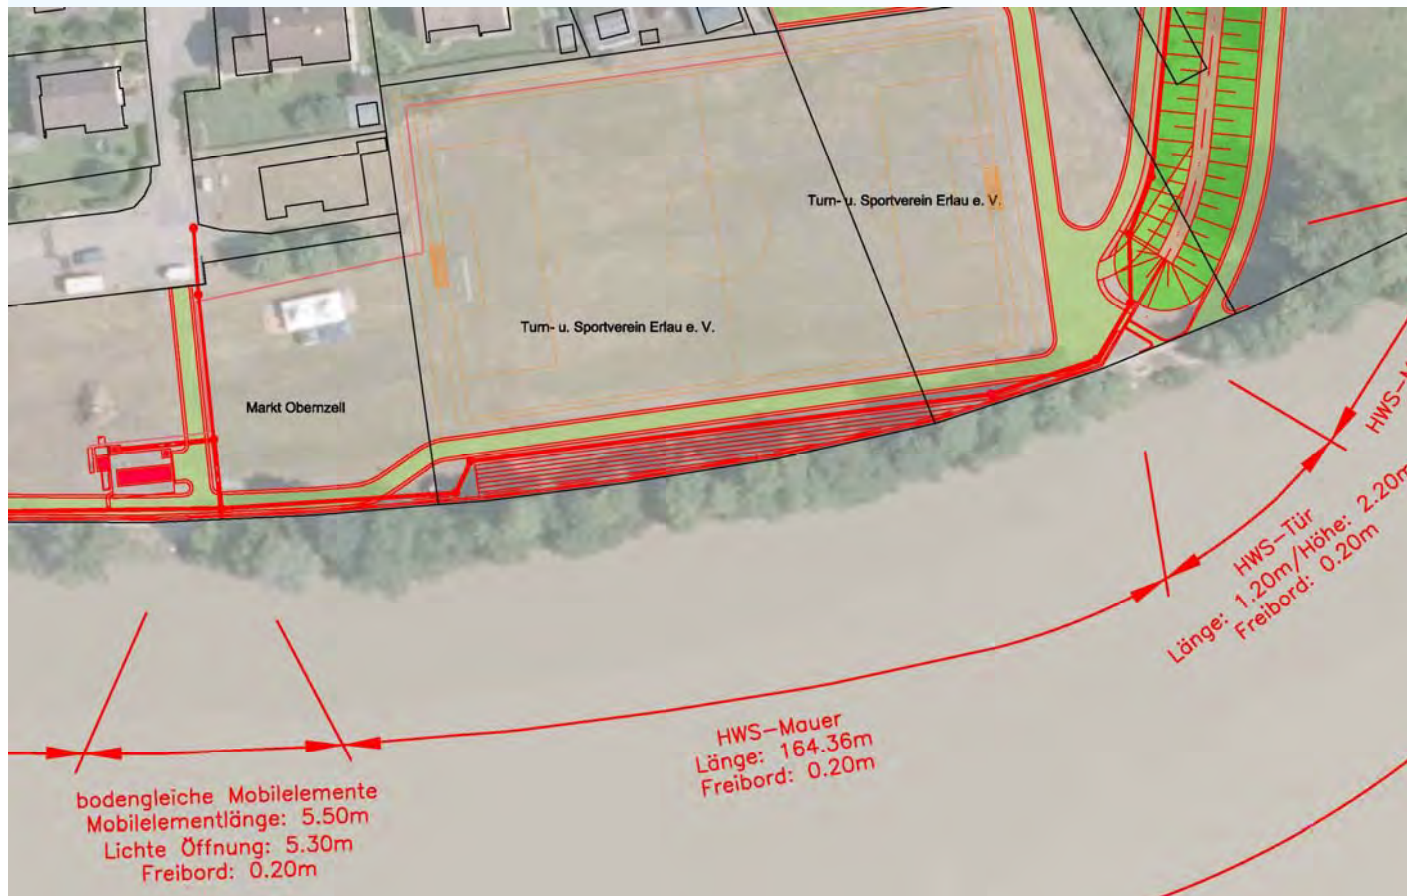 Turn- u. Sportverein Erlau e. V.
Turn- u. Sportverein Erlau e. V.
Markt Obernzell
HWS-Tür
Länge: 1.20m/Höhe: 2.20m
Freibord: 0.20m
HWS-Mauer
Länge: 164.36m
Freibord: 0.20m
bodengleiche Mobilelemente
Mobilelementlänge: 5.50m
Lichte Öffnung: 5.30m
Freibord: 0.20m